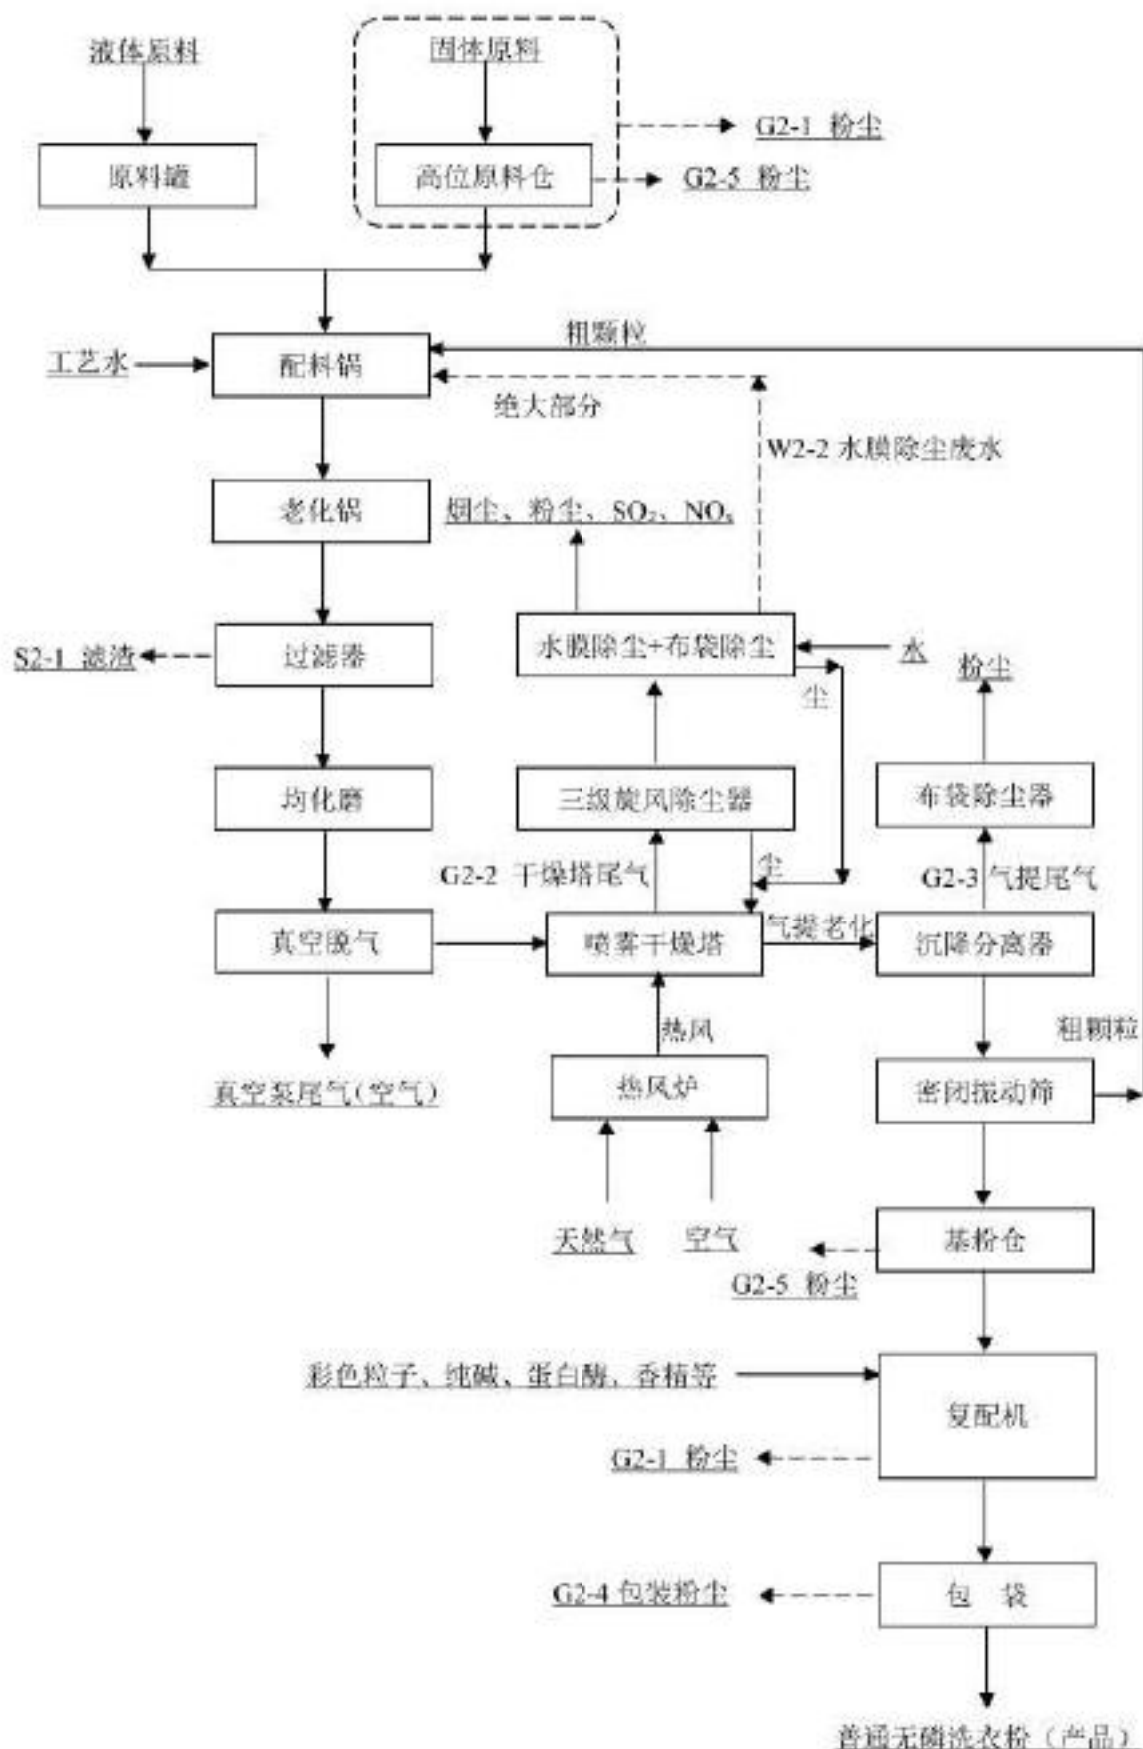 液体原料
固体原料
G2-1 粉尘
原料罐
高位原料仓
G2-5 粉尘
粗颗粒
工艺水
配料锅
绝大部分
W2-2 水膜除尘废水
老化锅
烟尘、粉尘、SO₂、NOₓ
S2-1 滤渣
过滤器
水膜除尘+布袋除尘
水
粉尘
尘
均化磨
三级旋风除尘器
布袋除尘器
G2-2 干燥塔尾气
尘
G2-3 气提尾气
真空脱气
喷雾干燥塔
气提老化
沉降分离器
热风
粗颗粒
真空泵尾气(空气)
热风炉
密闭振动筛
天然气
空气
基粉仓
G2-5 粉尘
彩色粒子、纯碱、蛋白酶、香精等
复配机
G2-1 粉尘
G2-4 包装粉尘
包 袋
普通无磷洗衣粉（产品）